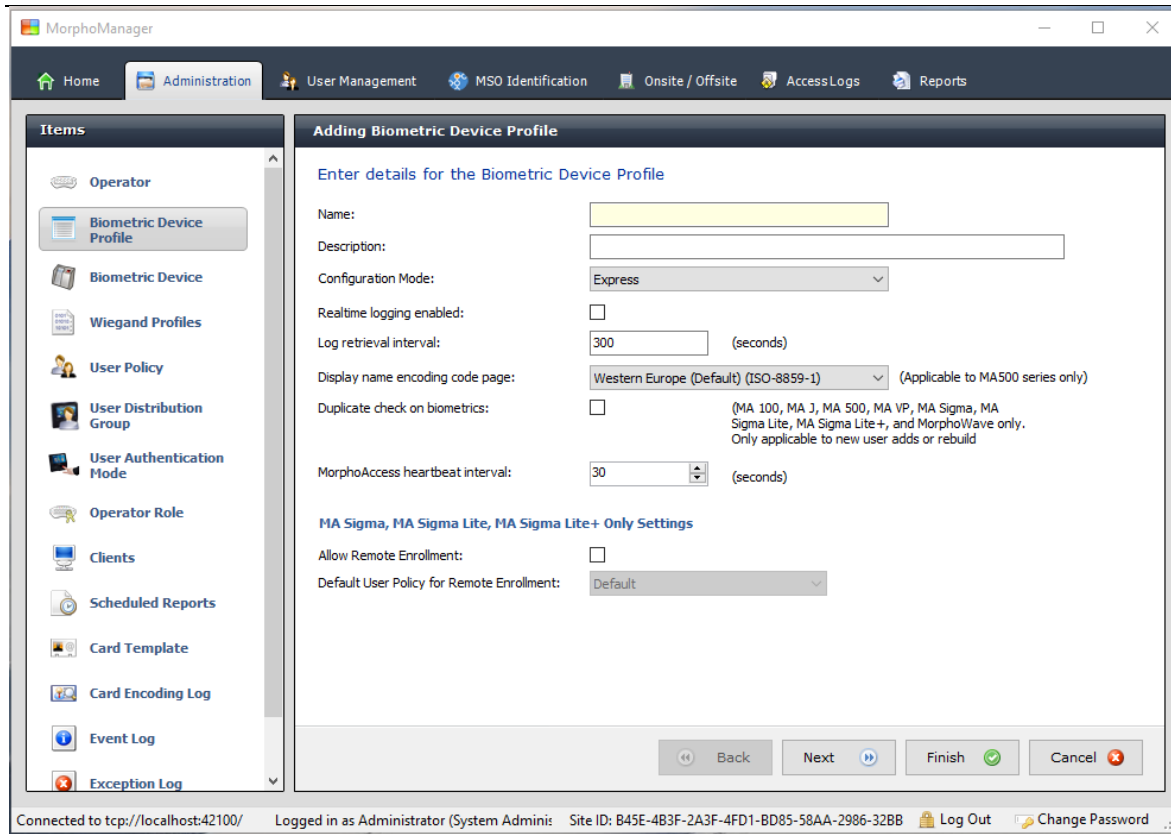 MorphoManager
Home
Administration
User Management
MSO Identification
Onsite / Offsite
Access Logs
Reports
Items
Operator
Biometric Device
Profile
Biometric Device
Wiegand Profiles
User Policy
User Distribution
Group
User Authentication
Mode
Operator Role
Clients
Scheduled Reports
Card Template
Card Encoding Log
Event Log
Exception Log
Adding Biometric Device Profile
Enter details for the Biometric Device Profile
Name:
Description:
Configuration Mode: Express
Realtime logging enabled:
Log retrieval interval: 300 (seconds)
Display name encoding code page: Western Europe (Default) (ISO-8859-1) (Applicable to MA500 series only)
Duplicate check on biometrics: (MA 100, MA J, MA 500, MA VP, MA Sigma, MA
Sigma Lite, MA Sigma Lite+, and MorphoWave only.
Only applicable to new user adds or rebuild
MorphoAccess heartbeat interval: 30 (seconds)
MA Sigma, MA Sigma Lite, MA Sigma Lite+ Only Settings
Allow Remote Enrollment:
Default User Policy for Remote Enrollment: Default
Back
Next
Finish
Cancel
Connected to tcp://localhost:42100/ Logged in as Administrator (System Adminis Site ID: B45E-4B3F-2A3F-4FD1-BD85-58AA-2986-32BB Log Out Change Password